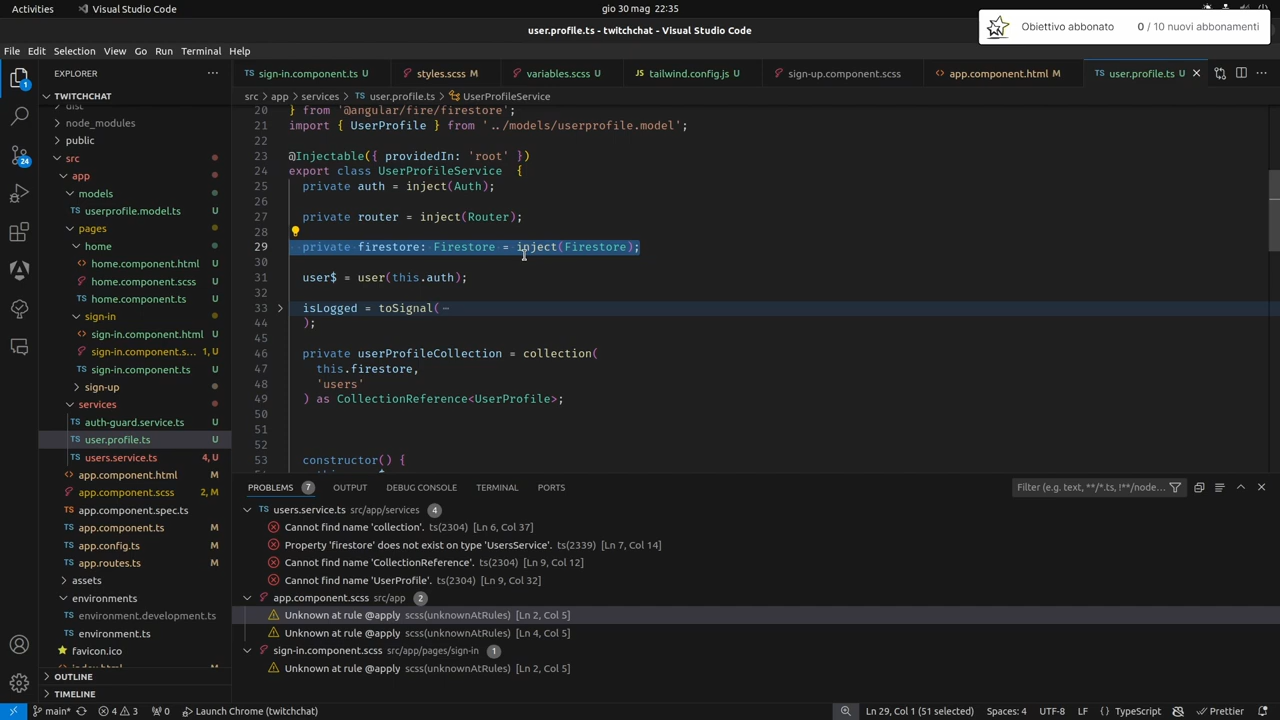 Activities
Visual Studio Code
gio 30 mag 22:35
Obiettivo abbonato 0 / 10 nuovi abbonamenti
user.profile.ts - twitchchat - Visual Studio Code
File Edit Selection View Go Run Terminal Help
EXPLORER
sign-in.component.ts U
styles.scss M
variables.scss U
tailwind.config.js U
sign-up.component.scss
app.component.html M
user.profile.ts U
TWITCHCHAT
src > app > services > user.profile.ts > UserProfileService
dist
node_modules
public
src
app
models
userprofile.model.ts U
pages
home
home.component.html U
home.component.scss U
home.component.ts U
sign-in
sign-in.component.html U
sign-in.component.s... 1, U
sign-in.component.ts U
sign-up
services
auth-guard.service.ts U
user.profile.ts U
users.service.ts 4, U
app.component.html M
app.component.scss 2, M
app.component.spec.ts
app.component.ts M
app.config.ts M
app.routes.ts M
assets
environments
environment.development.ts
environment.ts M
favicon.ico
OUTLINE
TIMELINE
1
24
20 } from '@angular/fire/firestore';
21 import { UserProfile } from '../models/userprofile.model';
22
23 @Injectable({ providedIn: 'root' })
24 export class UserProfileService {
25 private auth = inject(Auth);
26
27 private router = inject(Router);
28
29 private firestore: Firestore = inject(Firestore);
30
31 user$ = user(this.auth);
32
33 isLogged = toSignal(
44 );
45
46 private userProfileCollection = collection(
47 this.firestore,
48 'users'
49 ) as CollectionReference<UserProfile>;
50
51
52
53 constructor() {
PROBLEMS 7 OUTPUT DEBUG CONSOLE TERMINAL PORTS
Filter (e.g. text, **/*.ts, !**/node...
users.service.ts src/app/services 4
Cannot find name 'collection'. ts(2304) [Ln 6, Col 37]
Property 'firestore' does not exist on type 'UsersService'. ts(2339) [Ln 7, Col 14]
Cannot find name 'CollectionReference'. ts(2304) [Ln 9, Col 12]
Cannot find name 'UserProfile'. ts(2304) [Ln 9, Col 32]
app.component.scss src/app 2
Unknown at rule @apply scss(unknownAtRules) [Ln 2, Col 5]
Unknown at rule @apply scss(unknownAtRules) [Ln 4, Col 5]
sign-in.component.scss src/app/pages/sign-in 1
Unknown at rule @apply scss(unknownAtRules) [Ln 2, Col 5]
main* 4 3 0 Launch Chrome (twitchchat)
Ln 29, Col 1 (51 selected) Spaces: 4 UTF-8 LF {} TypeScript Prettier